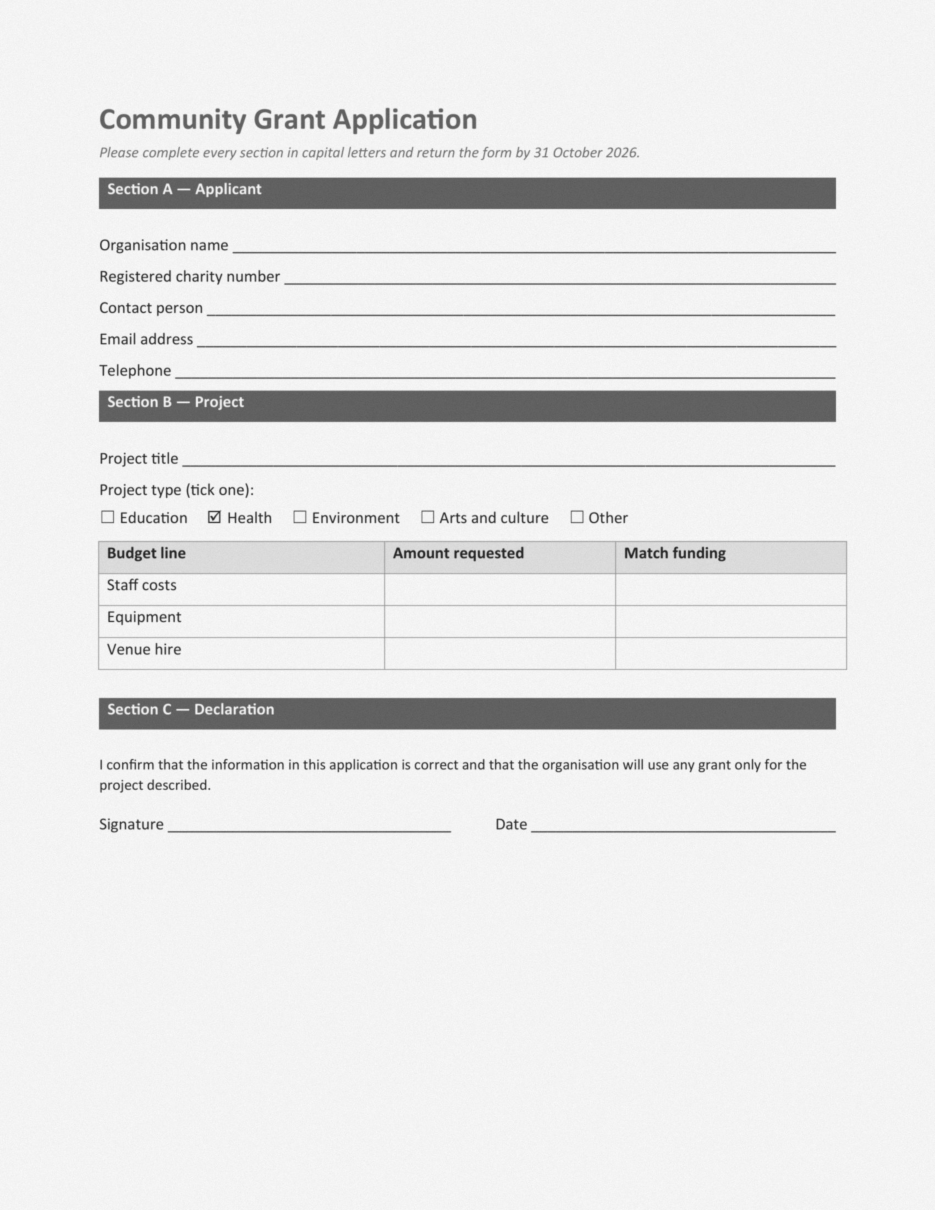 Community Grant Application
Please complete every section in capital letters and return the form by 31 October 2026.
Section A — Applicant
Organisation name
Registered charity number
Contact person
Email address
Telephone
Section B — Project
Project title
Project type (tick one):
☐ Education ☑ Health ☐ Environment ☐ Arts and culture ☐ Other
Budget line Amount requested Match funding
Staff costs
Equipment
Venue hire
Section C — Declaration
I confirm that the information in this application is correct and that the organisation will use any grant only for the
project described.
Signature Date